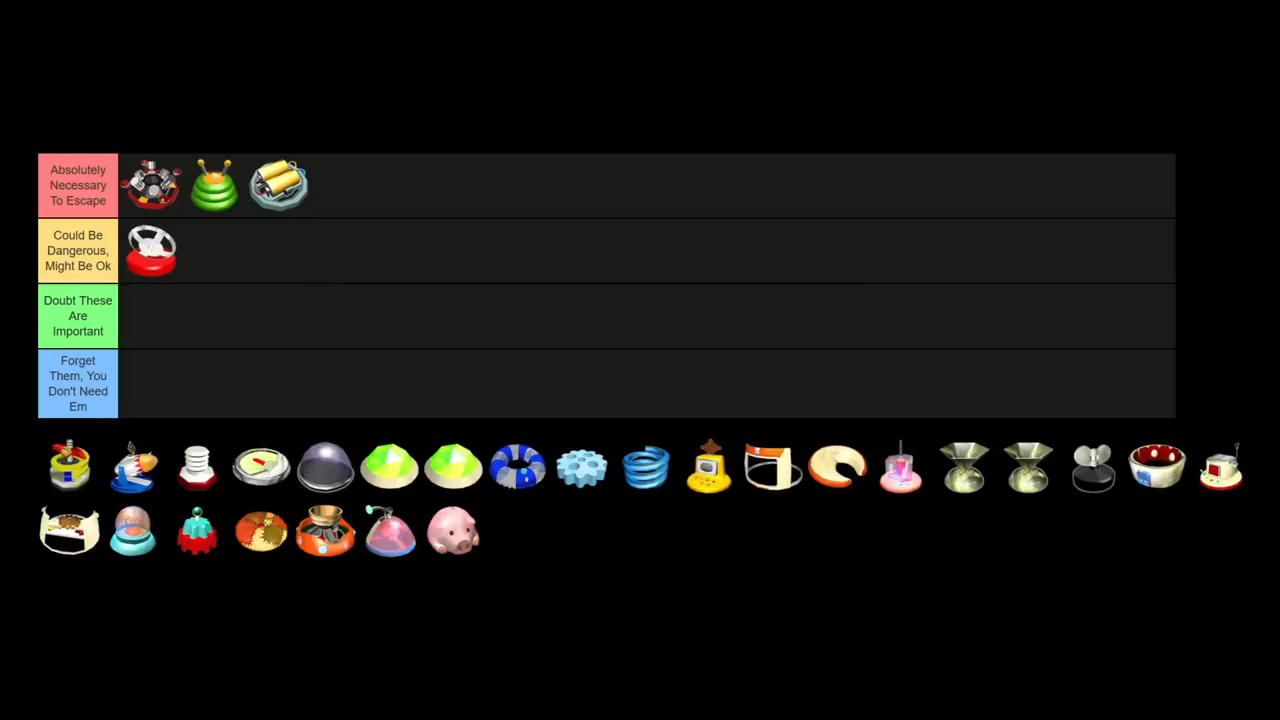 Absolutely
Necessary
To Escape
Could Be
Dangerous,
Might Be Ok
Doubt These
Are
Important
Forget
Them, You
Don't Need
Em